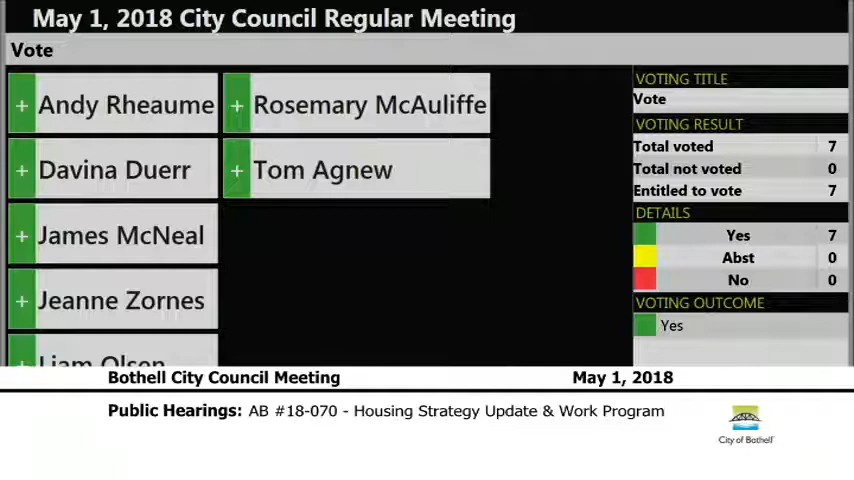 May 1, 2018 City Council Regular Meeting
Vote
+ Andy Rheaume
+ Rosemary McAuliffe
+ Davina Duerr
+ Tom Agnew
+ James McNeal
+ Jeanne Zornes
+ Liam Olsen
VOTING TITLE
Vote
VOTING RESULT
Total voted 7
Total not voted 0
Entitled to vote 7
DETAILS
Yes 7
Abst 0
No 0
VOTING OUTCOME
Yes
Bothell City Council Meeting May 1, 2018
Public Hearings: AB #18-070 - Housing Strategy Update & Work Program
City of Bothell